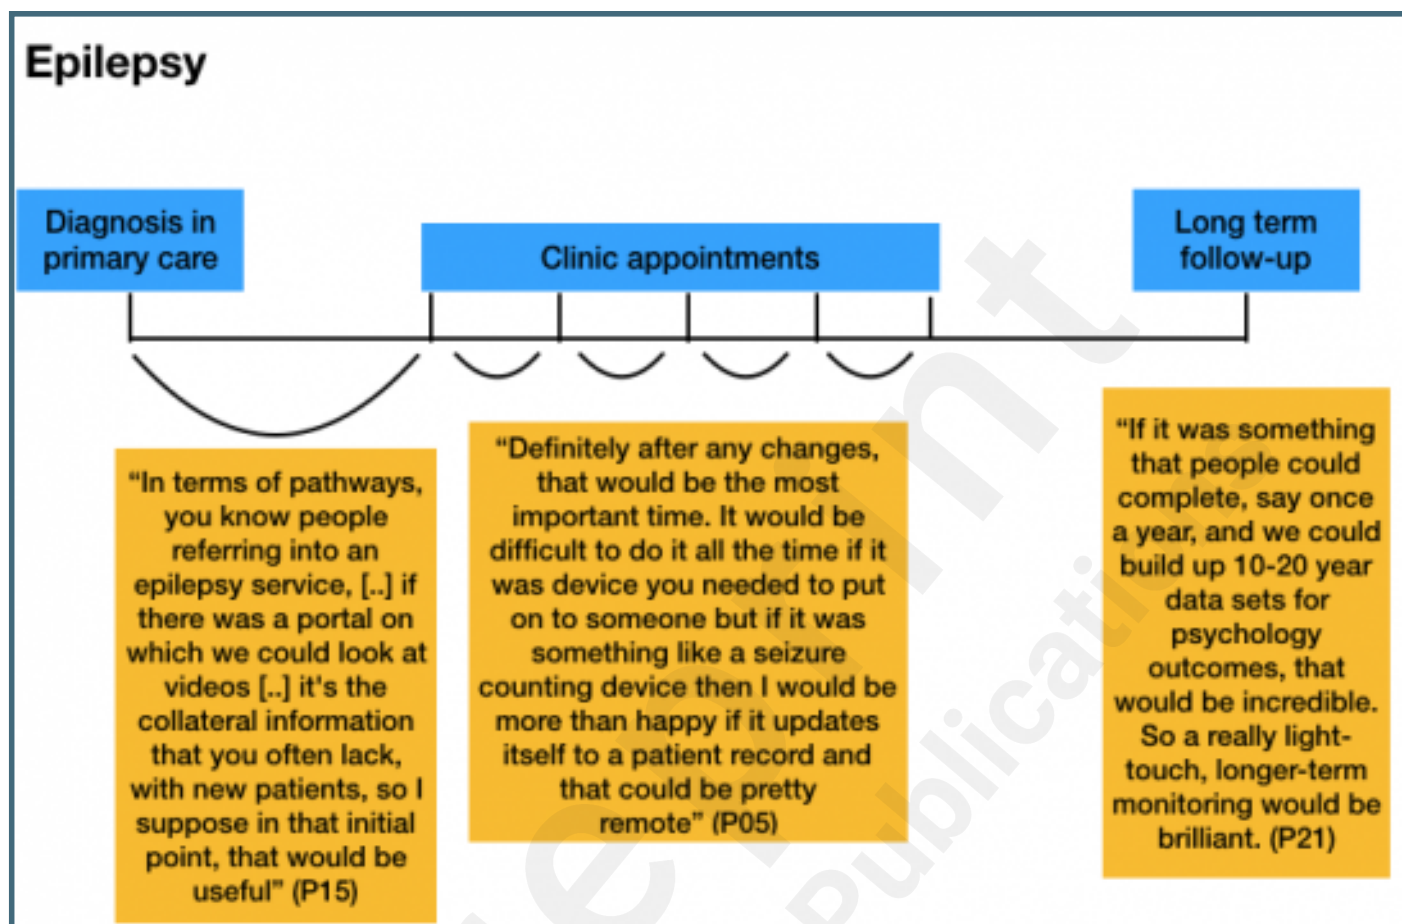 Epilepsy
Diagnosis in
primary care
Clinic appointments
Long term
follow-up
“In terms of pathways,
you know people
referring into an
epilepsy service, [..] if
there was a portal on
which we could look at
videos [..] it's the
collateral information
that you often lack,
with new patients, so I
suppose in that initial
point, that would be
useful” (P15)
“Definitely after any changes,
that would be the most
important time. It would be
difficult to do it all the time if it
was device you needed to put
on to someone but if it was
something like a seizure
counting device then I would be
more than happy if it updates
itself to a patient record and
that could be pretty
remote” (P05)
“If it was something
that people could
complete, say once
a year, and we could
build up 10-20 year
data sets for
psychology
outcomes, that
would be incredible.
So a really light-
touch, longer-term
monitoring would be
brilliant. (P21)